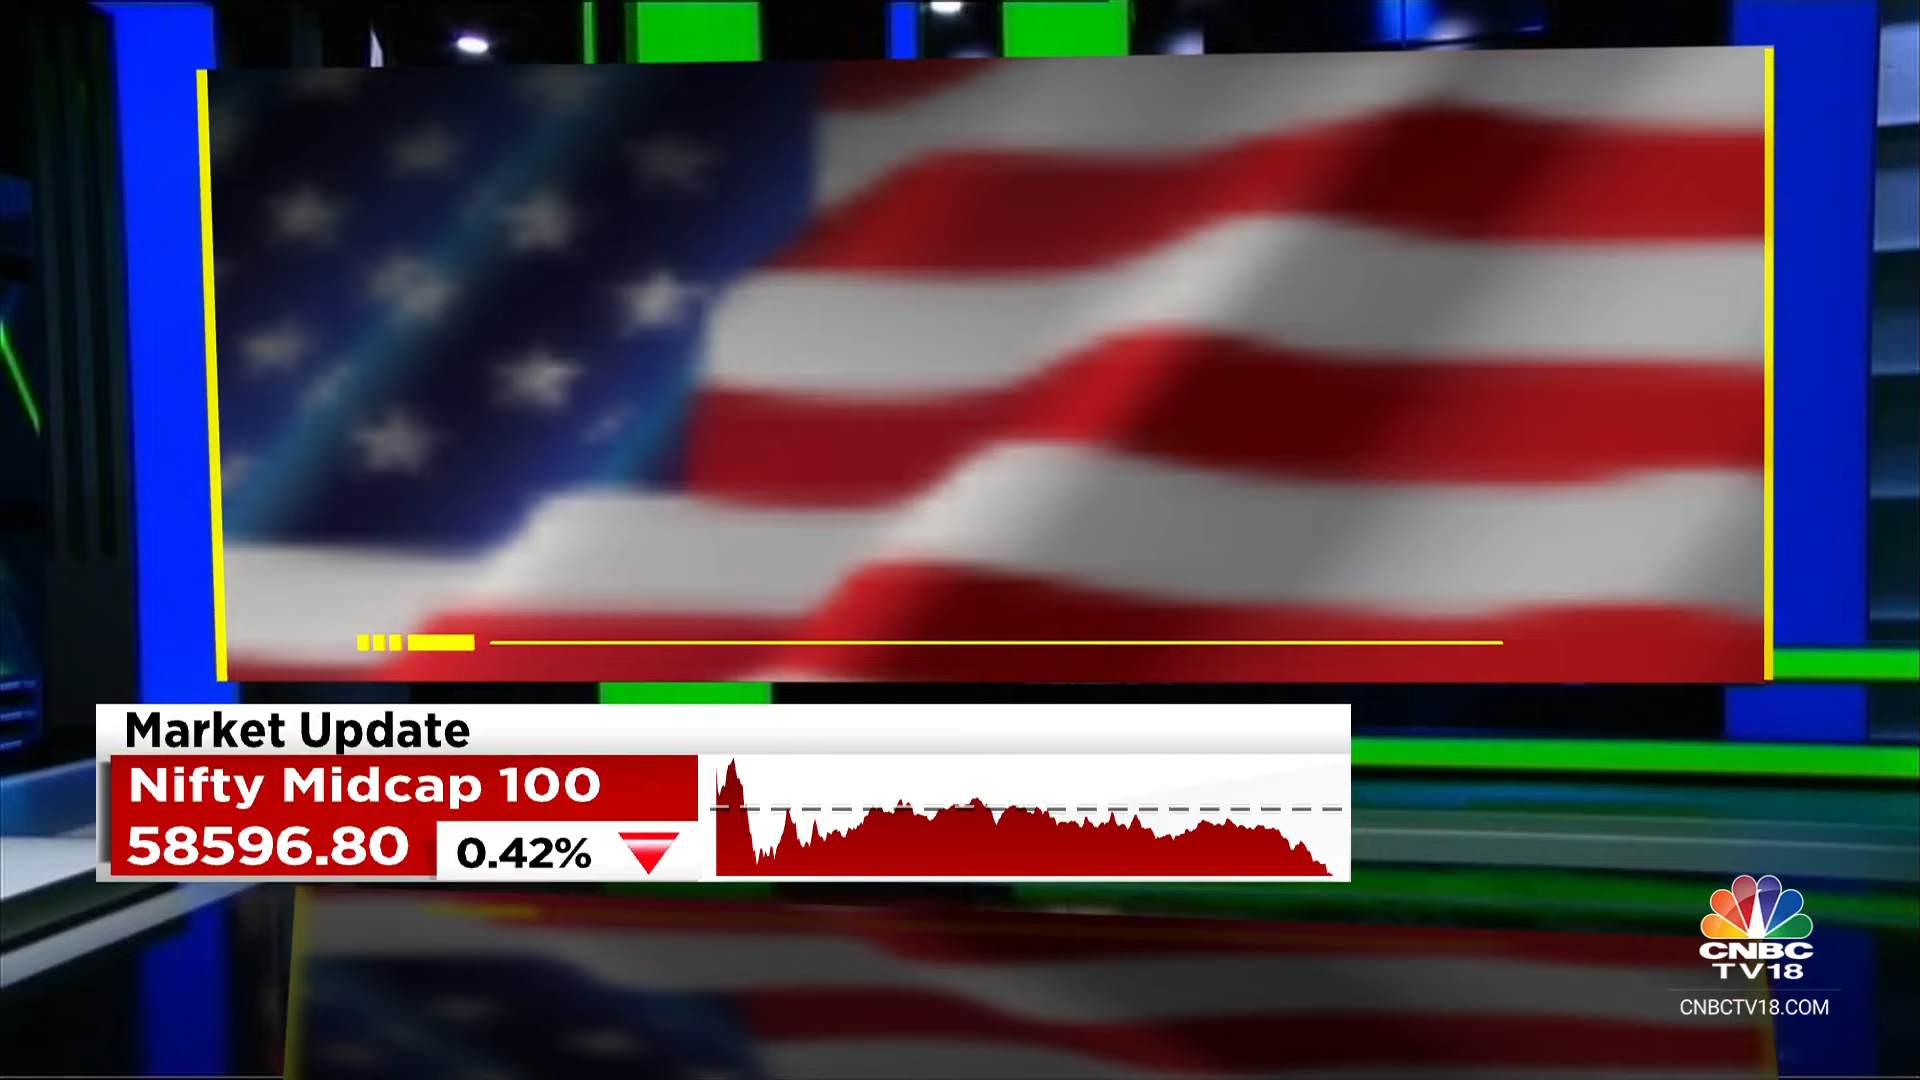 Market Update
Nifty Midcap 100
58596.80
0.42%
CNBC
TV18
CNBCTV18.COM